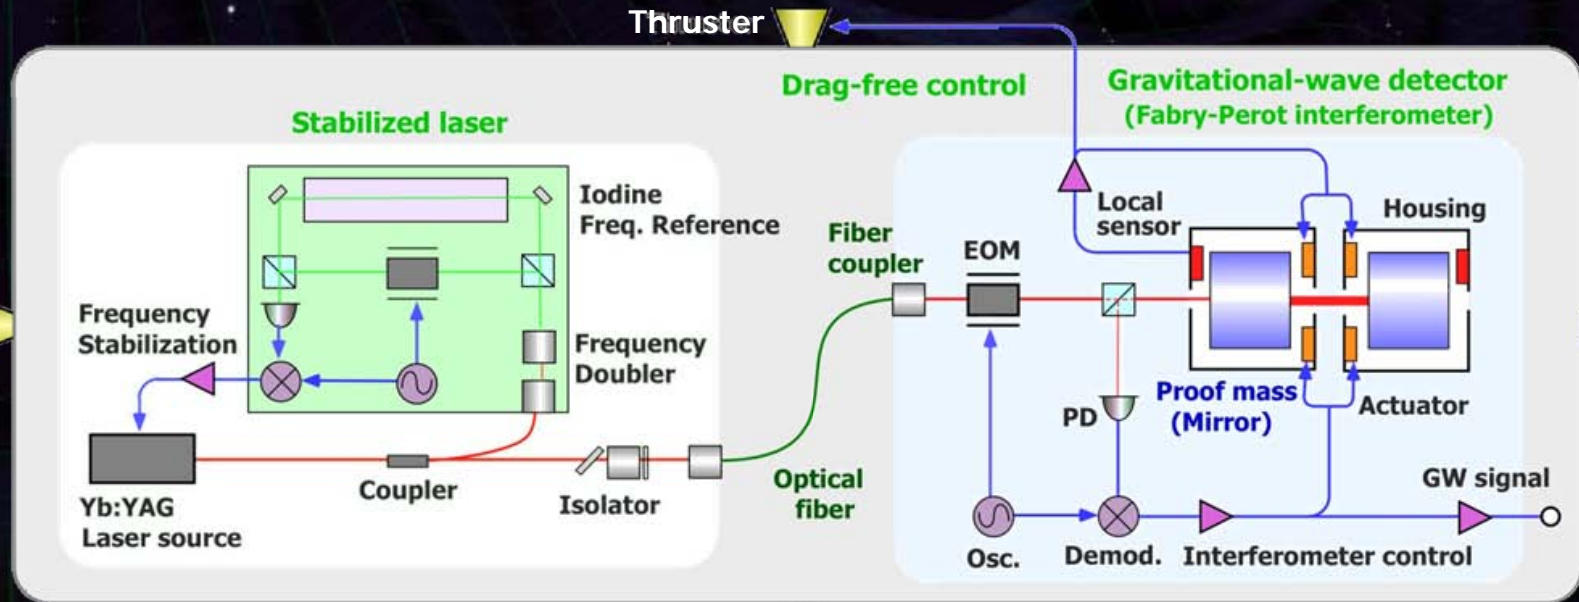 Thruster
Drag-free control
Gravitational-wave detector
(Fabry-Perot interferometer)
Stabilized laser
Iodine
Freq. Reference
Frequency
Stabilization
Frequency
Doubler
Yb:YAG
Laser source
Coupler
Isolator
Optical
fiber
Fiber
coupler
EOM
Local
sensor
Housing
PD
Proof mass
(Mirror)
Actuator
GW signal
Osc.
Demod.
Interferometer control